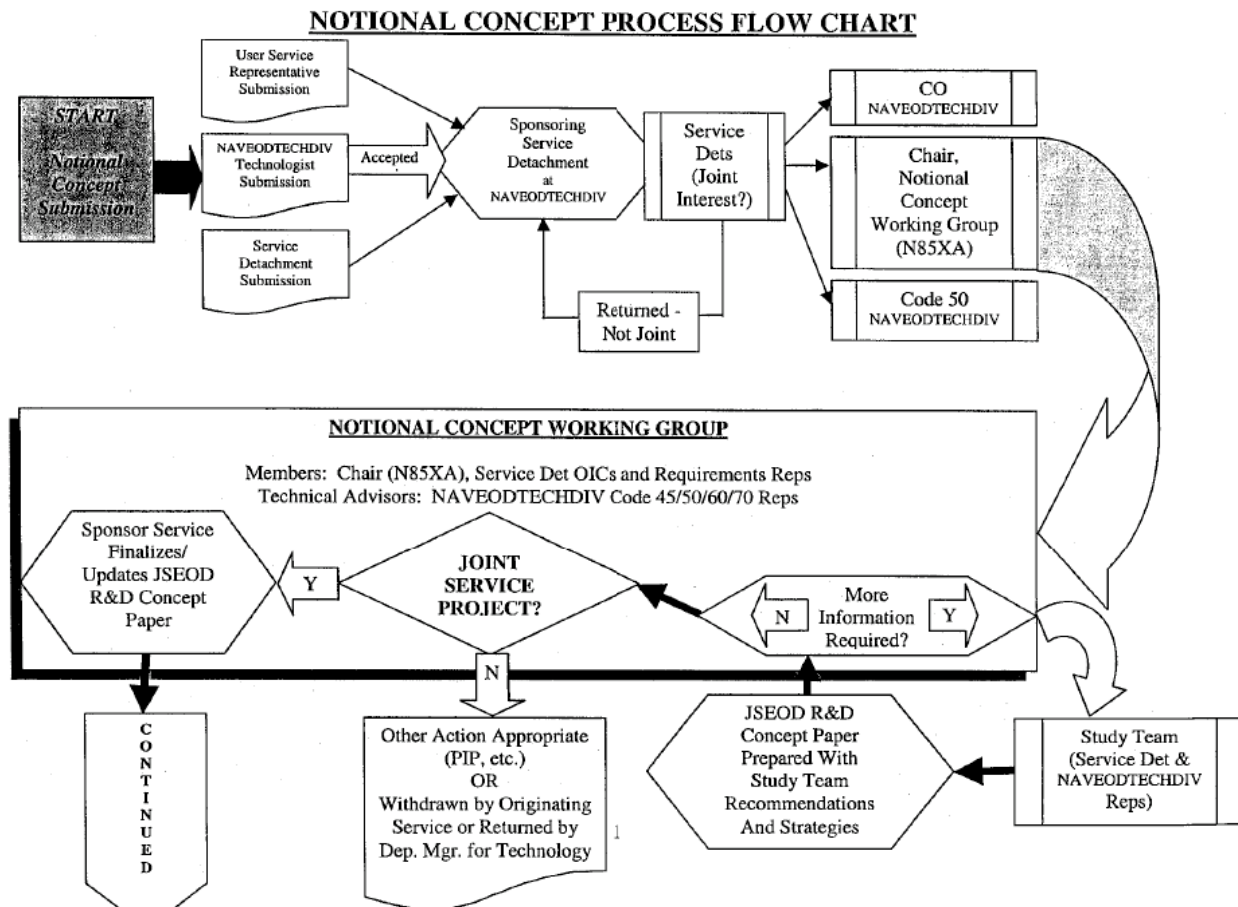 NOTIONAL CONCEPT PROCESS FLOW CHART
START
Notional
Concept
Submission
User Service
Representative
Submission
NAVEODTECHDIV
Technologist
Submission
Service
Detachment
Submission
Accepted
Sponsoring
Service
Detachment
at
NAVEODTECHDIV
Service
Dets
(Joint
Interest?)
Returned -
Not Joint
CO
NAVEODTECHDIV
Chair,
Notional
Concept
Working Group
(N85XA)
Code 50
NAVEODTECHDIV
NOTIONAL CONCEPT WORKING GROUP
Members: Chair (N85XA), Service Det OICs and Requirements Reps
Technical Advisors: NAVEODTECHDIV Code 45/50/60/70 Reps
Sponsor Service
Finalizes/
Updates JSEOD
R&D Concept
Paper
Y
JOINT
SERVICE
PROJECT?
N
N
More
Information
Required?
Y
CONTINUED
Other Action Appropriate
(PIP, etc.)
OR
Withdrawn by Originating
Service or Returned by
Dep. Mgr. for Technology
1
JSEOD R&D
Concept Paper
Prepared With
Study Team
Recommendations
And Strategies
Study Team
(Service Det &
NAVEODTECHDIV
Reps)